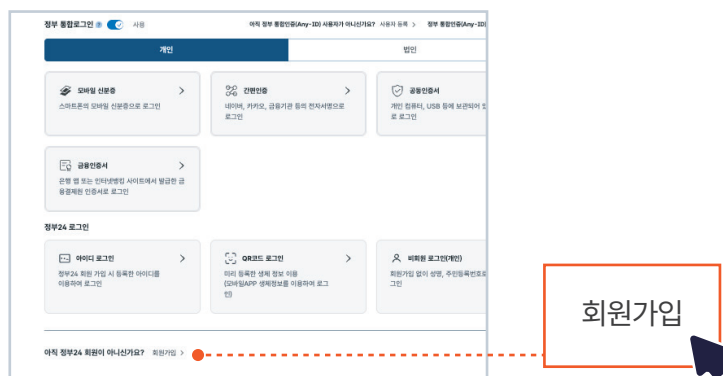 정부 통합로그인 사용 아직 정부 통합인증(Any-ID) 사용자가 아니신가요? 사용자 등록 > 정부 통합인증(Any-ID)
개인 법인
모바일 신분증 >
스마트폰의 모바일 신분증으로 로그인
간편인증 >
네이버, 카카오, 금융기관 등의 전자서명으로
로그인
공동인증서
개인 컴퓨터, USB 등에 보관되어
로 로그인
금융인증서 >
은행 앱 또는 인터넷뱅킹 사이트에서 발급한 금
융결제원 인증서로 로그인
정부24 로그인
아이디 로그인 >
정부24 회원 가입 시 등록한 아이디를
이용하여 로그인
QR코드 로그인 >
미리 등록한 생체 정보 이용
(모바일APP 생체정보를 이용하여 로그
인)
비회원 로그인(개인)
회원가입 없이 성명, 주민등록번호로
그인
아직 정부24 회원이 아니신가요? 회원가입 >
회원가입